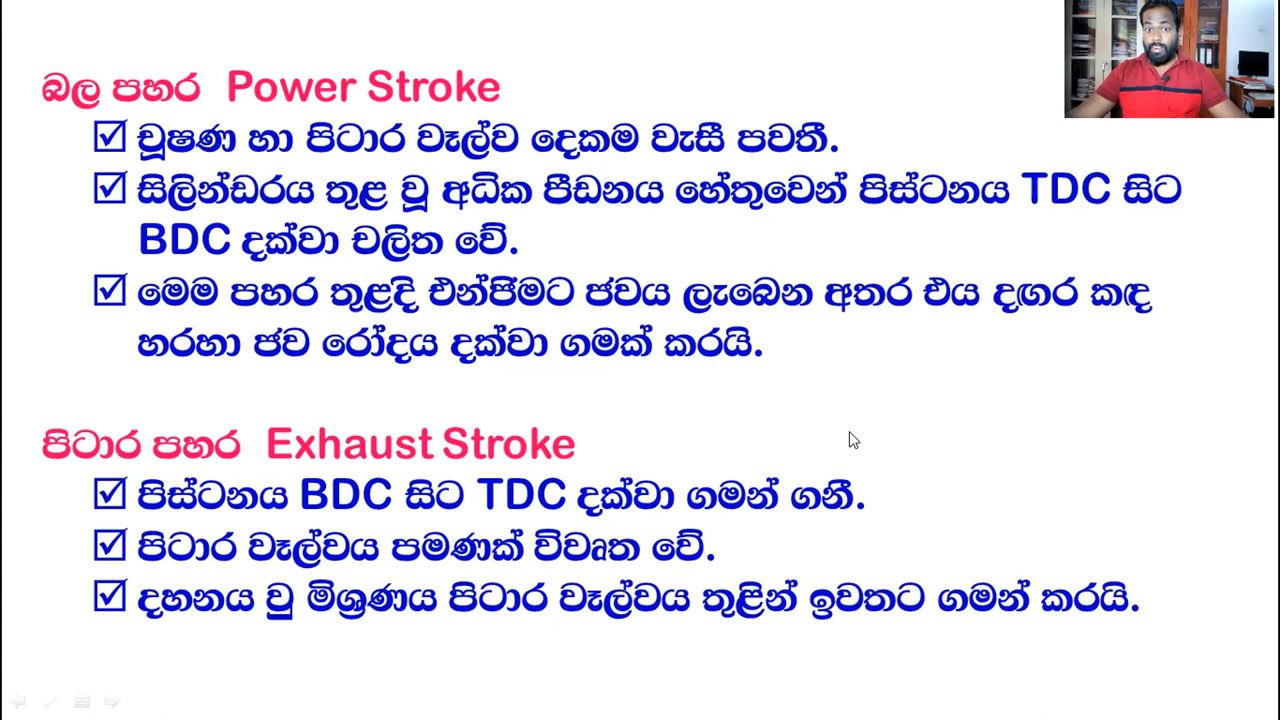 බල පහර Power Stroke
☑ චූෂණ හා පිටාර වෑල්ව දෙකම වැසී පවතී.
☑ සිලින්ඩරය තුළ වූ අධික පීඩනය හේතුවෙන් පිස්ටනය TDC සිට
BDC දක්වා චලිත වේ.
☑ මෙම පහර තුළදි එන්ජිමට ජවය ලැබෙන අතර එය දඟර කඳ
හරහා ජව රෝදය දක්වා ගමක් කරයි.
පිටාර පහර Exhaust Stroke
☑ පිස්ටනය BDC සිට TDC දක්වා ගමන් ගනී.
☑ පිටාර වෑල්වය පමණක් විවෘත වේ.
☑ දහනය වු මිශ්‍රණය පිටාර වෑල්වය තුළින් ඉවතට ගමන් කරයි.